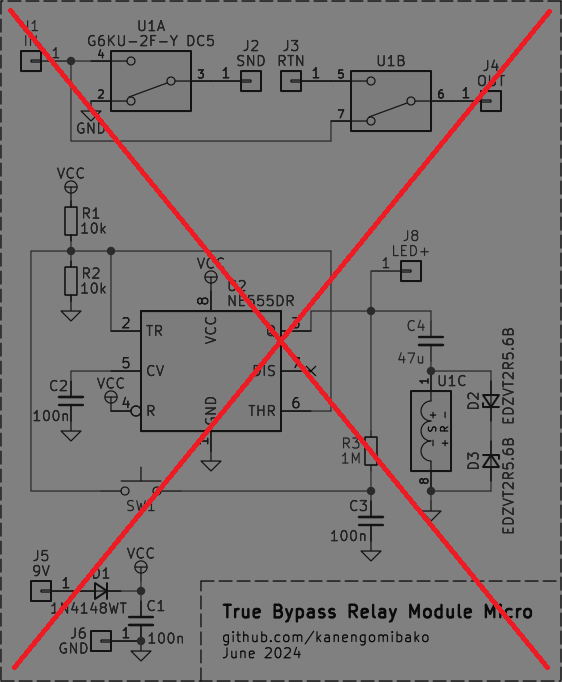 J1
IN
1
U1A
G6KU-2F-Y DC5
4
3
2
GND
J2
SND
1
J3
RTN
1
U1B
5
7
6
J4
OUT
1
VCC
R1
10k
R2
10k
VCC
U2
NE555DR
8
2
TR
VCC
Q
3
5
CV
DIS
7
VCC
4
R
GND
THR
6
1
C2
100n
J8
LED+
1
C4
47u
1
U1C
+
S
-
-
R
+
8
D2
EDZVT2R5.6B
D3
EDZVT2R5.6B
R3
1M
SW1
C3
100n
J5
9V
1
D1
1N4148WT
VCC
C1
100n
J6
GND
1
True Bypass Relay Module Micro
github.com/kanengomibako
June 2024